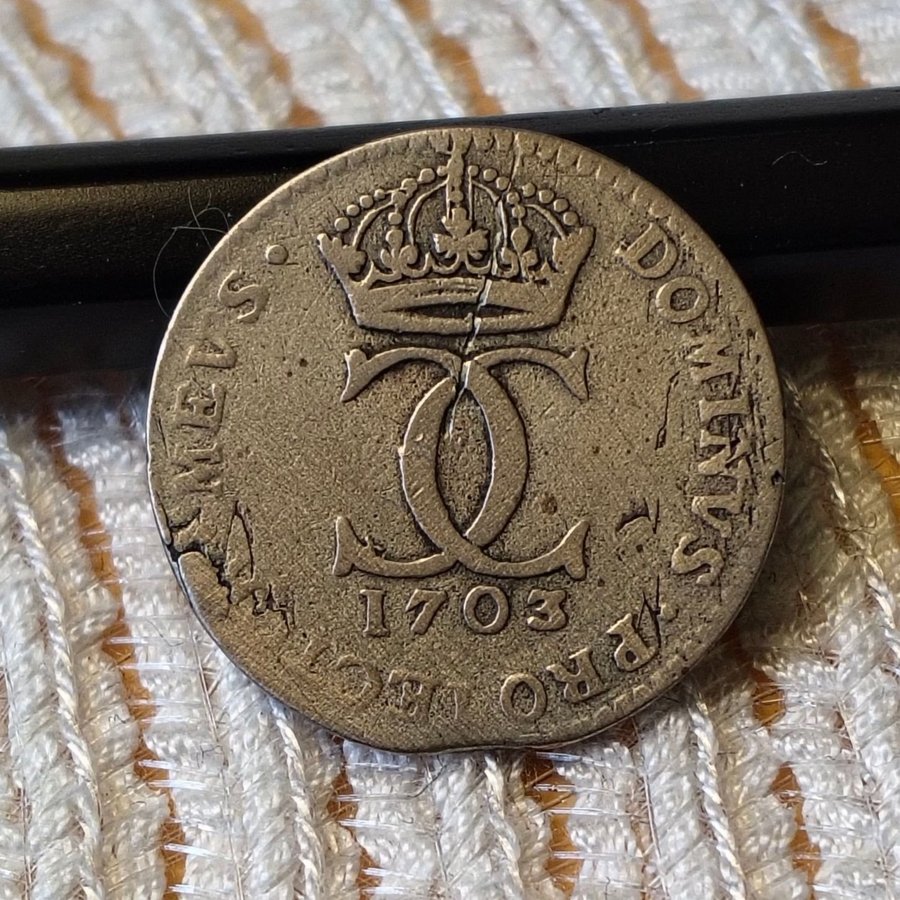 DOMINVS · PRO MEVS ·
1703